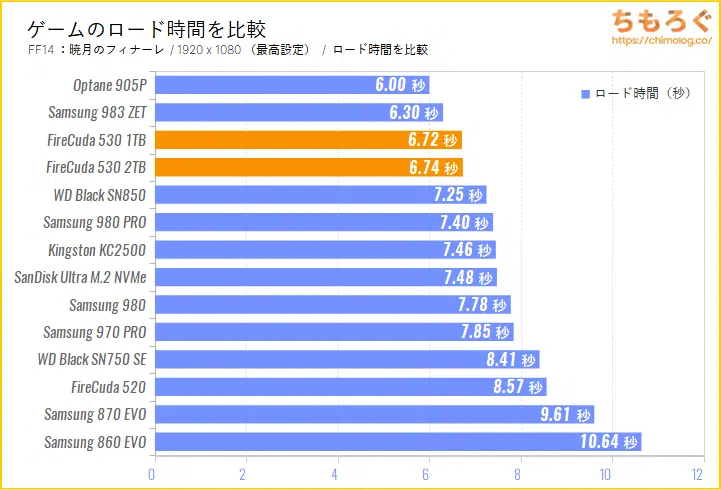 ゲームのロード時間を比較
FF14 : 暁月のフィナーレ / 1920 x 1080 (最高設定) / ロード時間を比較
ちもろぐ
https://chimolog.co/
ロード時間(秒)
Optane 905P 6.00 秒
Samsung 983 ZET 6.30 秒
FireCuda 530 1TB 6.72 秒
FireCuda 530 2TB 6.74 秒
WD Black SN850 7.25 秒
Samsung 980 PRO 7.40 秒
Kingston KC2500 7.46 秒
SanDisk Ultra M.2 NVMe 7.48 秒
Samsung 980 7.78 秒
Samsung 970 PRO 7.85 秒
WD Black SN750 SE 8.41 秒
FireCuda 520 8.57 秒
Samsung 870 EVO 9.61 秒
Samsung 860 EVO 10.64 秒
0 2 4 6 8 10 12